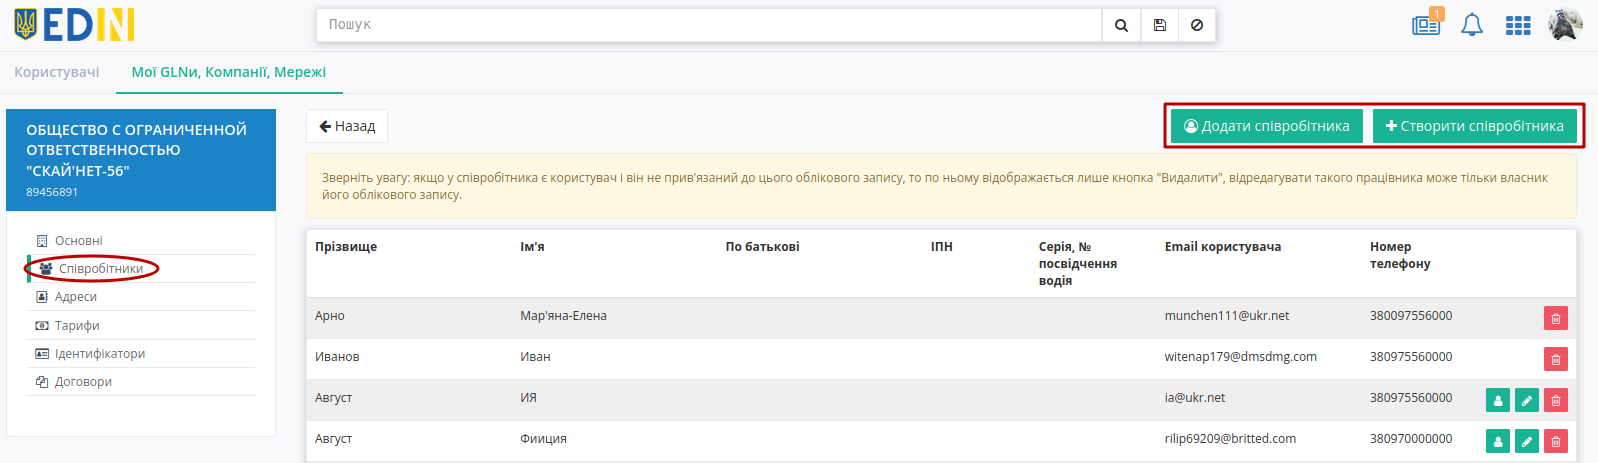 EDIN
Пошук
1
Користувачі
Мої GLNи, Компанії, Мережі
ОБЩЕСТВО С ОГРАНИЧЕННОЙ
ОТВЕТСТВЕННОСТЬЮ
"СКАЙ'НЕТ-56"
89456891
Основні
Співробітники
Адреси
Тарифи
Ідентифікатори
Договори
Назад
Додати співробітника
Створити співробітника
Зверніть увагу: якщо у співробітника є користувач і він не прив'язаний до цього облікового запису, то по ньому відображається лише кнопка "Видалити", відредагувати такого працівника може тільки власник
його облікового запису.
Прізвище Ім'я По батькові ІПН Серія, № посвідчення водія Email користувача Номер телефону
Арно Мар'яна-Елена munchen111@ukr.net 380097556000
Иванов Иван witenap179@dmsdmg.com 380975560000
Август ИЯ ia@ukr.net 380975560000
Август Фииция rilip69209@britted.com 380970000000